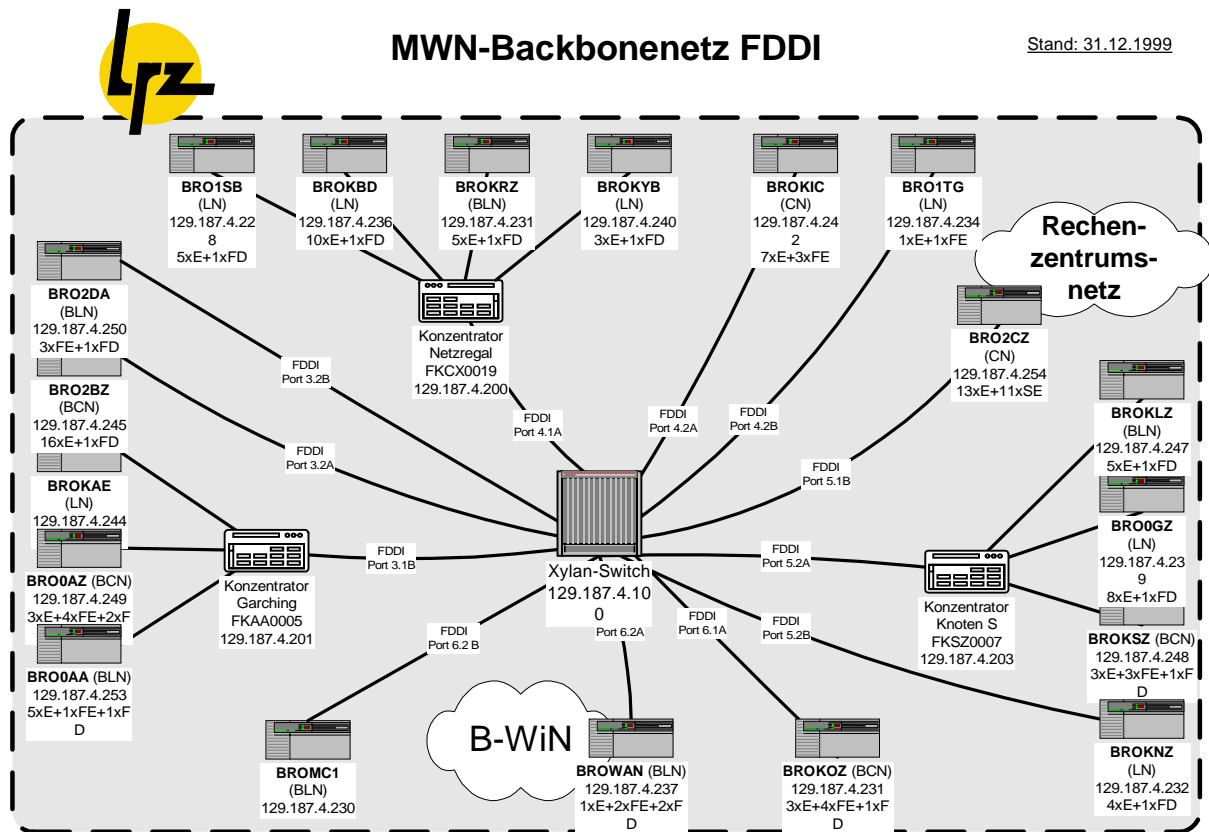 lrz
MWN-Backbonenetz FDDI
Stand: 31.12.1999
BRO1SB
(LN)
129.187.4.22
8
5xE+1xFD
BROKBD
(LN)
129.187.4.236
10xE+1xFD
BROKRZ
(BLN)
129.187.4.231
5xE+1xFD
BROKYB
(LN)
129.187.4.240
3xE+1xFD
BROKIC
(CN)
129.187.4.24
2
7xE+3xFE
BRO1TG
(LN)
129.187.4.234
1xE+1xFE
Rechen-
zentrums-
netz
BRO2DA
(BLN)
129.187.4.250
3xFE+1xFD
BRO2BZ
(BCN)
129.187.4.245
16xE+1xFD
BROKAE
(LN)
129.187.4.244
BRO0AZ (BCN)
129.187.4.249
3xE+4xFE+2xF
BRO0AA (BLN)
129.187.4.253
5xE+1xFE+1xF
D
Konzentrator
Netzregal
FKCX0019
129.187.4.200
BRO2CZ
(CN)
129.187.4.254
13xE+11xSE
FDDI
Port 3.2B
FDDI
Port 3.2A
FDDI
Port 4.1A
FDDI
Port 4.2A
FDDI
Port 4.2B
FDDI
Port 5.1B
FDDI
Port 3.1B
FDDI
Port 5.2A
Konzentrator
Garching
FKAA0005
129.187.4.201
Xylan-Switch
129.187.4.10
0
Konzentrator
Knoten S
FKSZ0007
129.187.4.203
BROKLZ
(BLN)
129.187.4.247
5xE+1xFD
BRO0GZ
(LN)
129.187.4.23
9
8xE+1xFD
BROKSZ (BCN)
129.187.4.248
3xE+3xFE+1xF
D
FDDI
Port 6.2 B
Port 6.2A
FDDI
Port 6.1A
FDDI
Port 5.2B
B-WiN
BROMC1
(BLN)
129.187.4.230
BROWAN (BLN)
129.187.4.237
1xE+2xFE+2xF
D
BROKOZ (BCN)
129.187.4.231
3xE+4xFE+1xF
D
BROKNZ
(LN)
129.187.4.232
4xE+1xFD